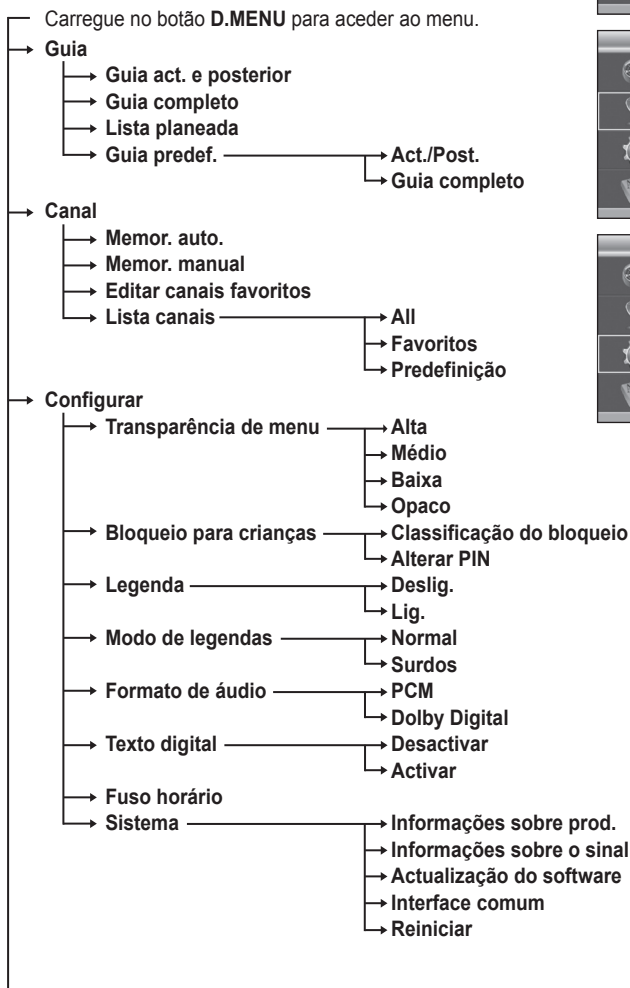 Carregue no botão D.MENU para aceder ao menu.
Guia
Guia act. e posterior
Guia completo
Lista planeada
Guia predef. Act./Post.
Guia completo
Canal
Memor. auto.
Memor. manual
Editar canais favoritos
Lista canais All
Favoritos
Predefinição
Configurar
Transparência de menu Alta
Médio
Baixa
Opaco
Bloqueio para crianças Classificação do bloqueio
Alterar PIN
Legenda Deslig.
Lig.
Modo de legendas Normal
Surdos
Formato de áudio PCM
Dolby Digital
Texto digital Desactivar
Activar
Fuso horário
Sistema Informações sobre prod.
Informações sobre o sinal
Actualização do software
Interface comum
Reiniciar